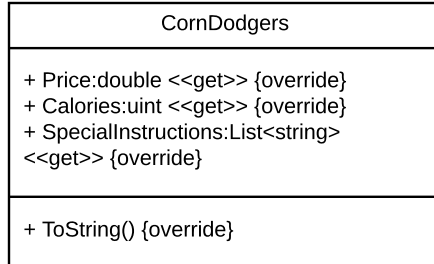 CornDodgers
+ Price:double <<get>> {override}
+ Calories:uint <<get>> {override}
+ SpecialInstructions:List<string>
<<get>> {override}
+ ToString() {override}